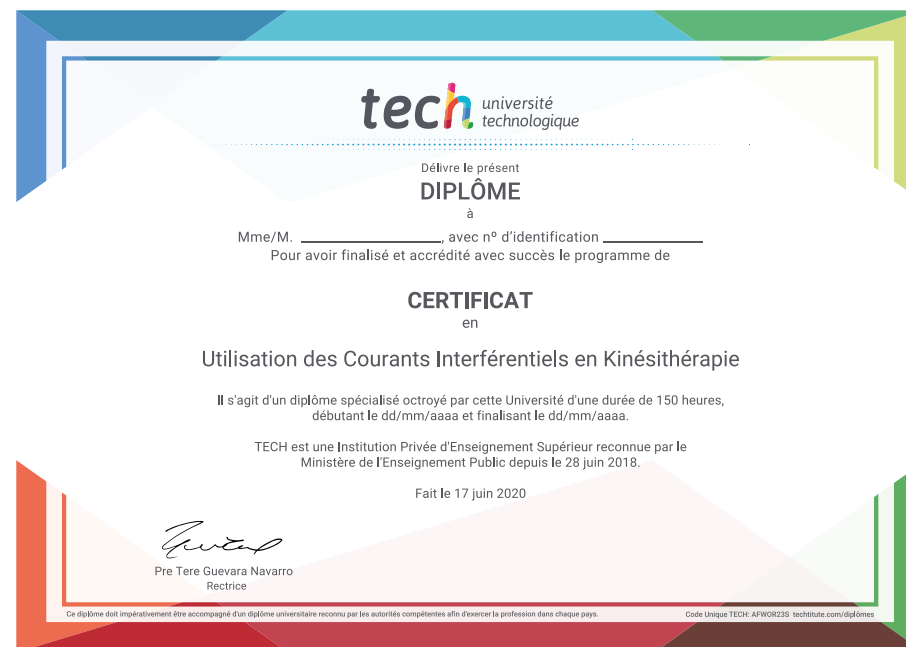 tech université
technologique
Délivre le présent
DIPLÔME
à
Mme/M. ____________________, avec nº d'identification ______________
Pour avoir finalisé et accrédité avec succès le programme de
CERTIFICAT
en
Utilisation des Courants Interférentiels en Kinésithérapie
Il s'agit d'un diplôme spécialisé octroyé par cette Université d'une durée de 150 heures,
débutant le dd/mm/aaaa et finalisant le dd/mm/aaaa.
TECH est une Institution Privée d'Enseignement Supérieur reconnue par le
Ministère de l'Enseignement Public depuis le 28 juin 2018.
Fait le 17 juin 2020
Pre Tere Guevara Navarro
Rectrice
Ce diplôme doit impérativement être accompagné d'un diplôme universitaire reconnu par les autorités compétentes afin d'exercer la profession dans chaque pays.
Code Unique TECH: AFWOR23S techtitute.com/diplômes